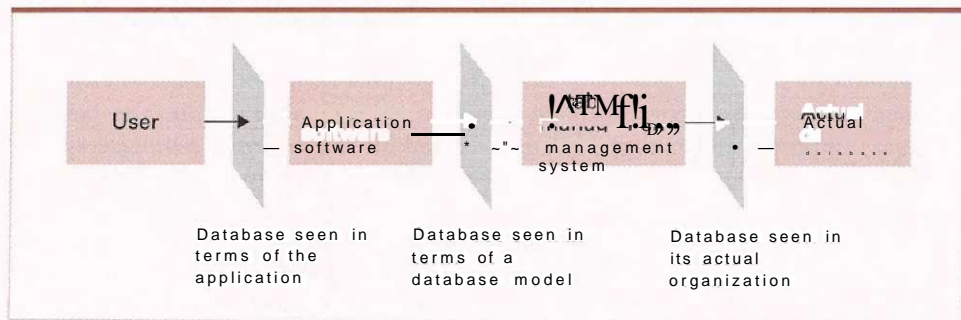 User
Application
software
management
system
Actual
database
Database seen in
terms of the
application
Database seen in
terms of a
database model
Database seen in
its actual
organization